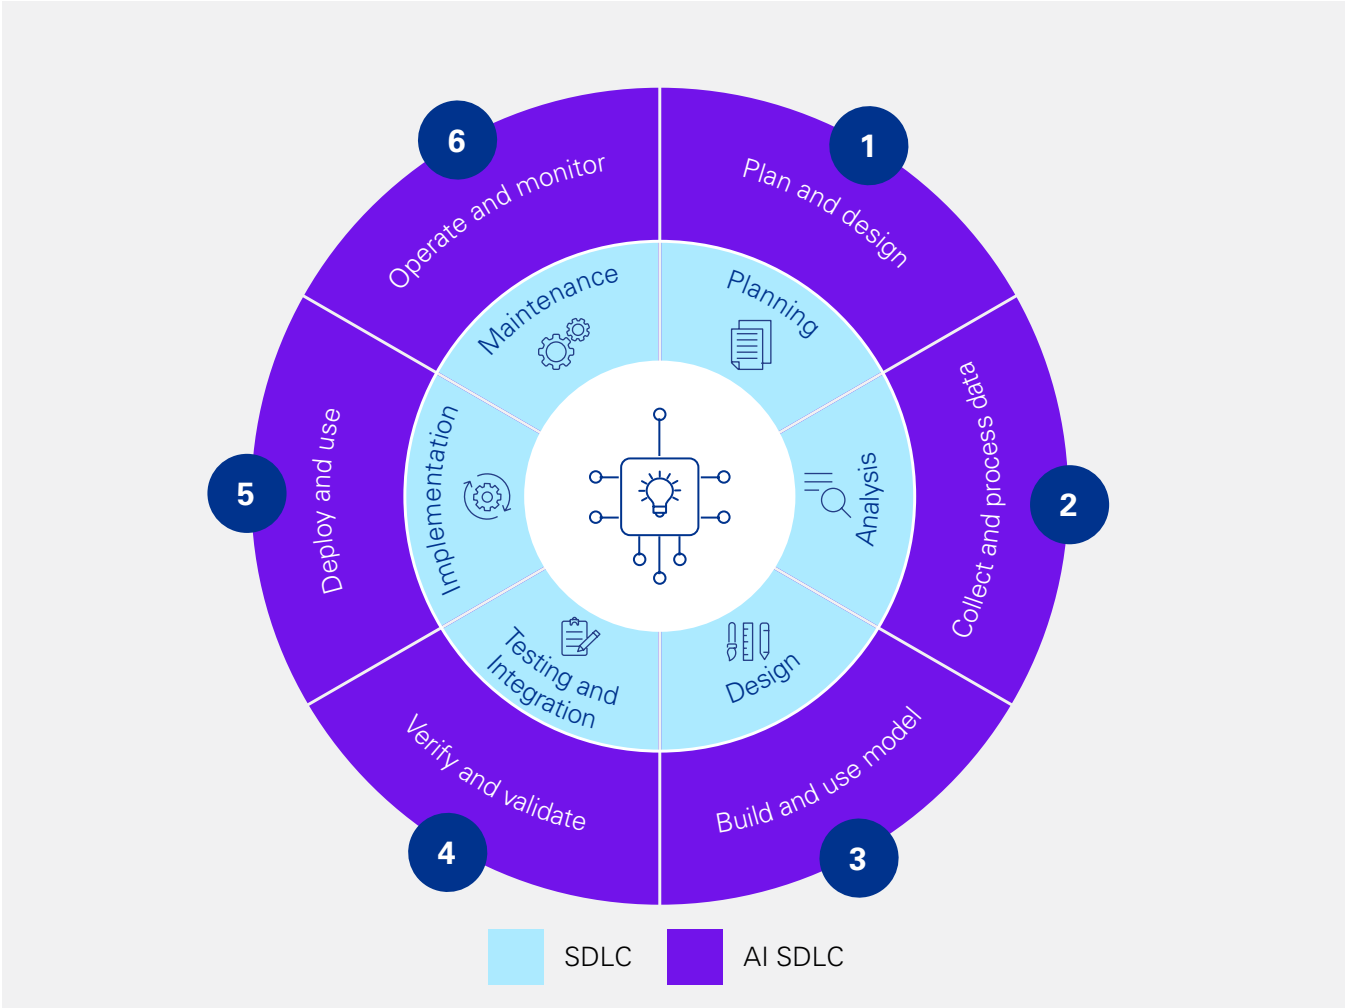 1
Plan and design
Planning
2
Collect and process data
Analysis
3
Build and use model
Design
4
Verify and validate
Testing and
Integration
5
Deploy and use
Implementation
6
Operate and monitor
Maintenance
SDLC
AI SDLC